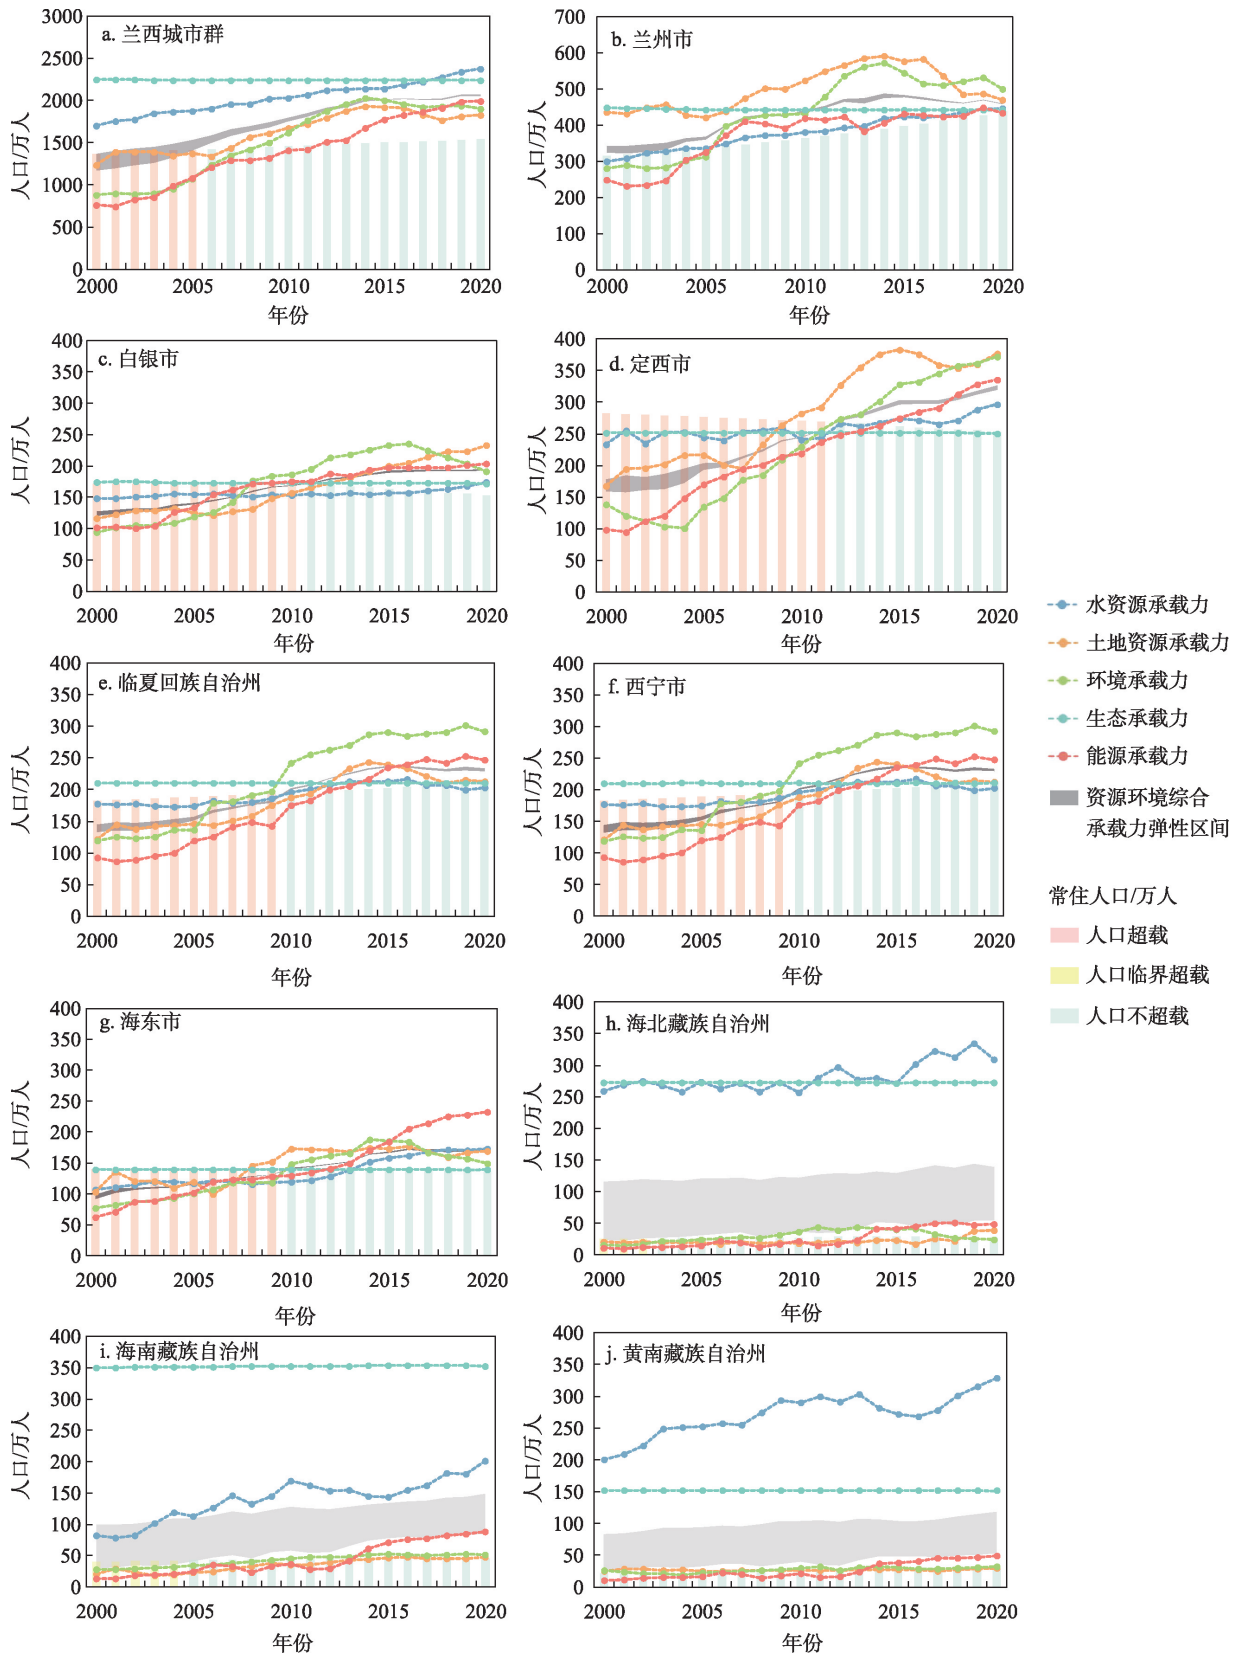 a. 兰西城市群
人口/万人
3000
2500
2000
1500
1000
500
0
2000 2005 2010 2015 2020
年份
b. 兰州市
人口/万人
700
600
500
400
300
200
100
0
2000 2005 2010 2015 2020
年份
c. 白银市
人口/万人
400
350
300
250
200
150
100
50
0
2000 2005 2010 2015 2020
年份
d. 定西市
人口/万人
400
350
300
250
200
150
100
50
0
2000 2005 2010 2015 2020
年份
e. 临夏回族自治州
人口/万人
400
350
300
250
200
150
100
50
0
2000 2005 2010 2015 2020
年份
f. 西宁市
人口/万人
400
350
300
250
200
150
100
50
0
2000 2005 2010 2015 2020
年份
g. 海东市
人口/万人
400
350
300
250
200
150
100
50
0
2000 2005 2010 2015 2020
年份
h. 海北藏族自治州
人口/万人
400
350
300
250
200
150
100
50
0
2000 2005 2010 2015 2020
年份
i. 海南藏族自治州
人口/万人
400
350
300
250
200
150
100
50
0
2000 2005 2010 2015 2020
年份
j. 黄南藏族自治州
人口/万人
400
350
300
250
200
150
100
50
0
2000 2005 2010 2015 2020
年份
水资源承载力
土地资源承载力
环境承载力
生态承载力
能源承载力
资源环境综合
承载力弹性区间
常住人口/万人
人口超载
人口临界超载
人口不超载